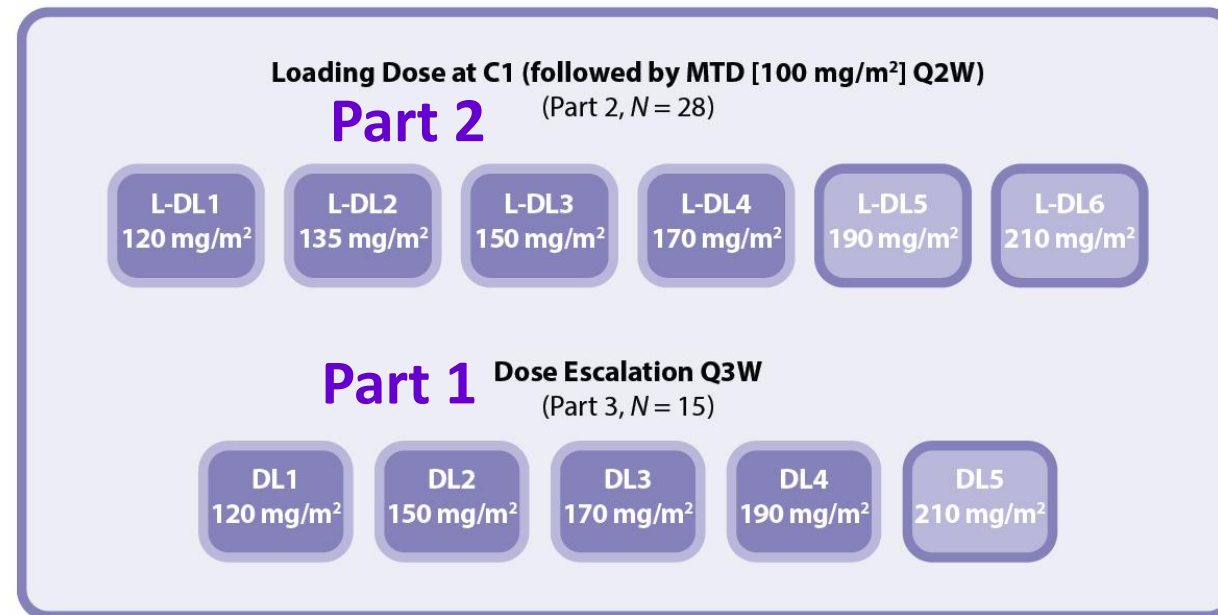 Loading Dose at C1 (followed by MTD [100 mg/m²] Q2W)
Part 2 (Part 2, N = 28)
L-DL1 L-DL2 L-DL3 L-DL4 L-DL5 L-DL6
120 mg/m² 135 mg/m² 150 mg/m² 170 mg/m² 190 mg/m² 210 mg/m²
Part 1 Dose Escalation Q3W
(Part 3, N = 15)
DL1 DL2 DL3 DL4 DL5
120 mg/m² 150 mg/m² 170 mg/m² 190 mg/m² 210 mg/m²